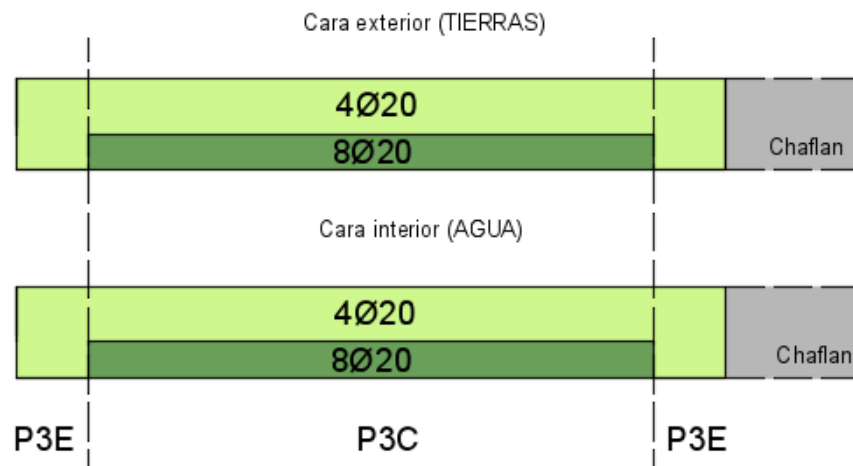 Cara exterior (TIERRAS)
4Ø20
8Ø20
Chaflan
Cara interior (AGUA)
4Ø20
8Ø20
Chaflan
P3E
P3C
P3E